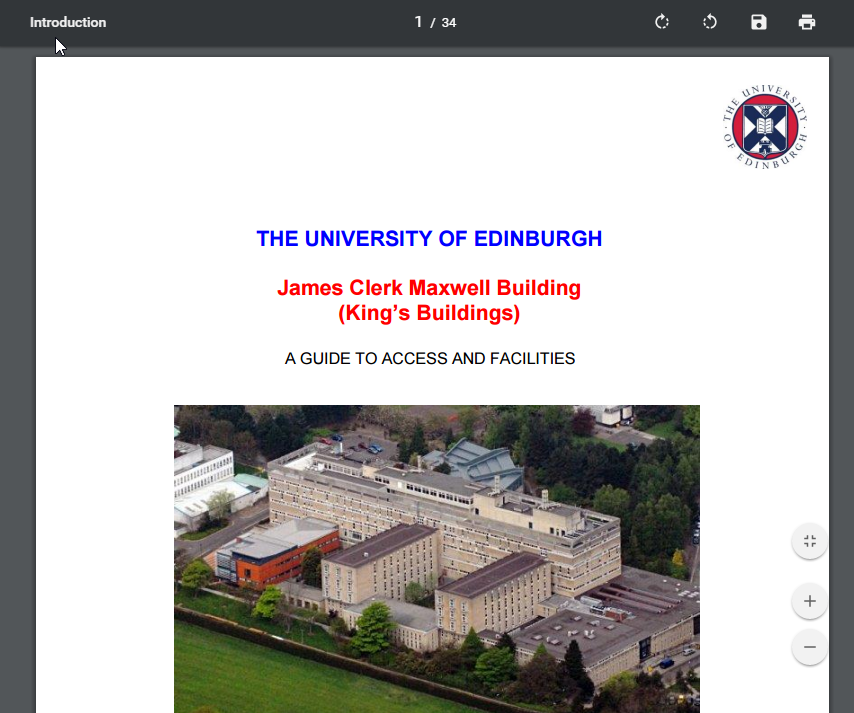 Introduction
1 / 34
THE UNIVERSITY OF EDINBURGH
THE UNIVERSITY OF EDINBURGH
James Clerk Maxwell Building
(King’s Buildings)
A GUIDE TO ACCESS AND FACILITIES